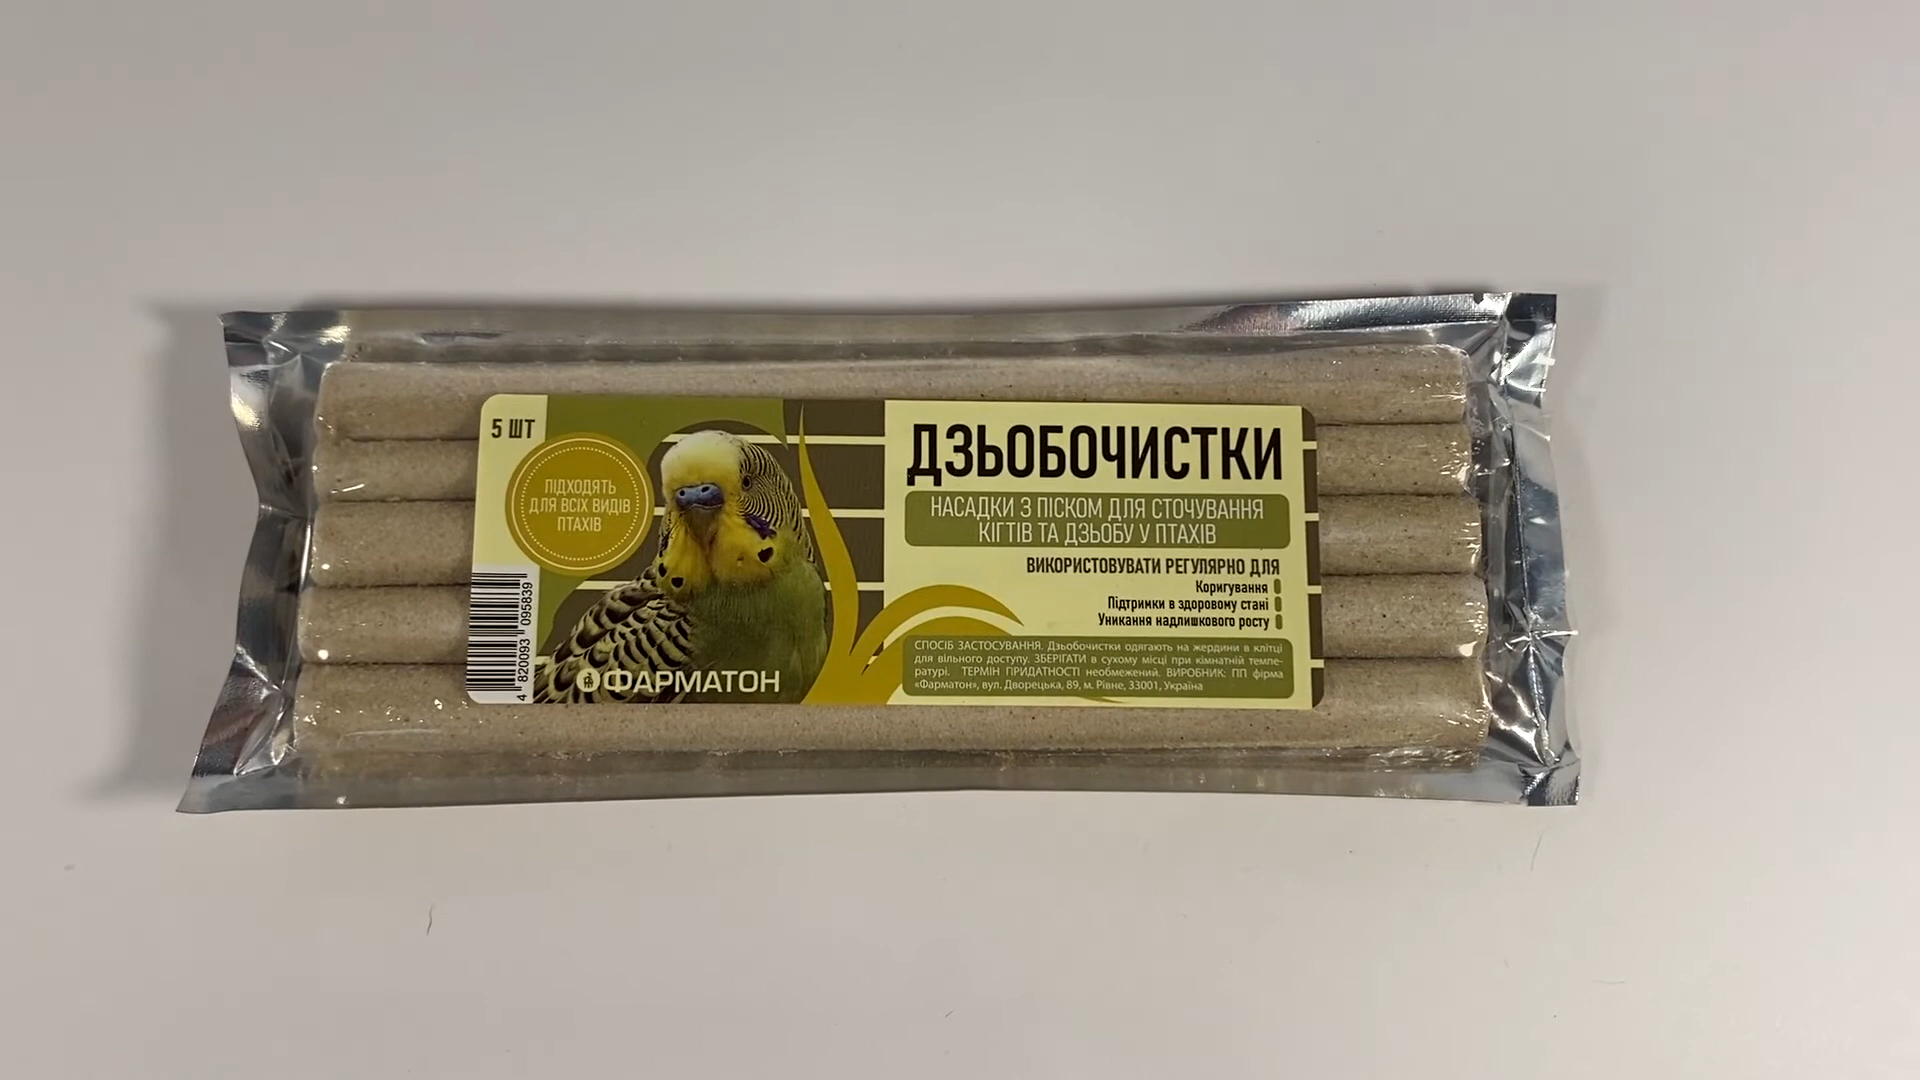 5 ШТ
ПІДХОДЯТЬ
ДЛЯ ВСІХ ВИДІВ
ПТАХІВ
4 820093 095839
ФАРМАТОН
ДЗЬОБОЧИСТКИ
НАСАДКИ З ПІСКОМ ДЛЯ СТОЧУВАННЯ
КІГТІВ ТА ДЗЬОБУ У ПТАХІВ
ВИКОРИСТОВУВАТИ РЕГУЛЯРНО ДЛЯ
Коригування
Підтримки в здоровому стані
Уникання надлишкового росту
СПОСІБ ЗАСТОСУВАННЯ. Дзьобочистки одягають на жердини в клітці
для вільного доступу. ЗБЕРІГАТИ в сухому місці при кімнатній темпе-
ратурі. ТЕРМІН ПРИДАТНОСТІ необмежений. ВИРОБНИК: ПП фірма
«Фарматон», вул. Дворецька, 89, м. Рівне, 33001, Україна